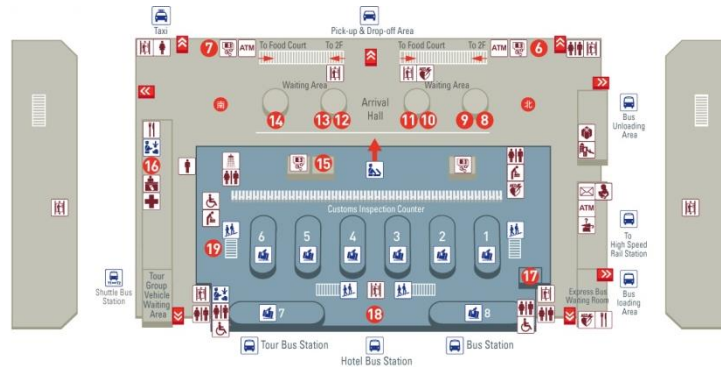 Taxi
Pick-up & Drop-off Area
7
ATM
To Food Court
To 2F
To Food Court
To 2F
ATM
6
Waiting Area
Waiting Area
南
Arrival
Hall
北
14
13
12
11
10
9
8
Bus
Unloading
Area
16
15
Customs Inspection Counter
ATM
To
High Speed
Rail Station
19
6
5
4
3
2
1
17
Shuttle Bus
Station
Tour
Group
Vehicle
Waiting
Area
Express Bus
Waiting Room
Bus
loading
Area
7
18
8
Tour Bus Station
Hotel Bus Station
Bus Station